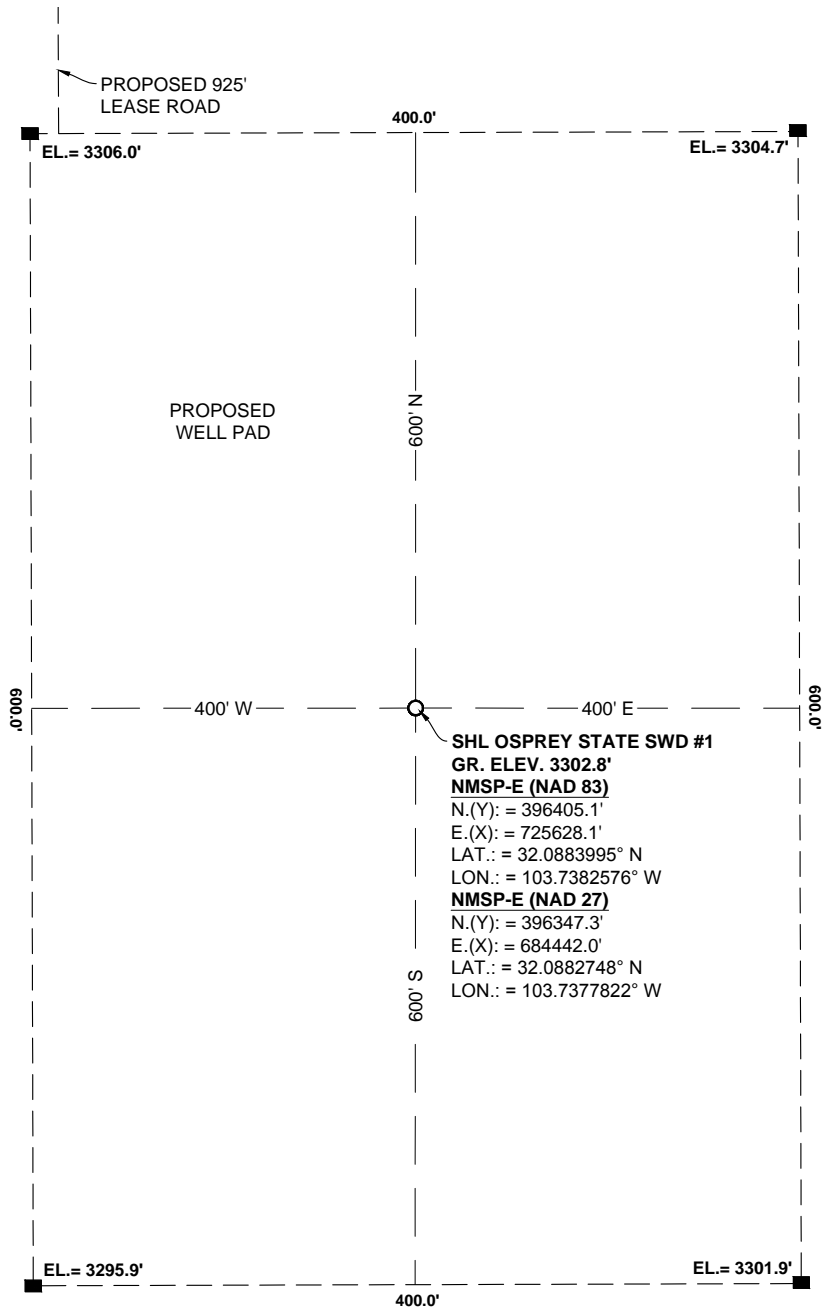 PROPOSED 925'
LEASE ROAD
400.0'
EL.= 3306.0'
EL.= 3304.7'
600' N
PROPOSED
WELL PAD
600.0'
400' W
400' E
600.0'
SHL OSPREY STATE SWD #1
GR. ELEV. 3302.8'
NMSP-E (NAD 83)
N.(Y): = 396405.1'
E.(X): = 725628.1'
LAT.: = 32.0883995° N
LON.: = 103.7382576° W
NMSP-E (NAD 27)
N.(Y): = 396347.3'
E.(X): = 684442.0'
LAT.: = 32.0882748° N
LON.: = 103.7377822° W
600' S
EL.= 3295.9'
EL.= 3301.9'
400.0'